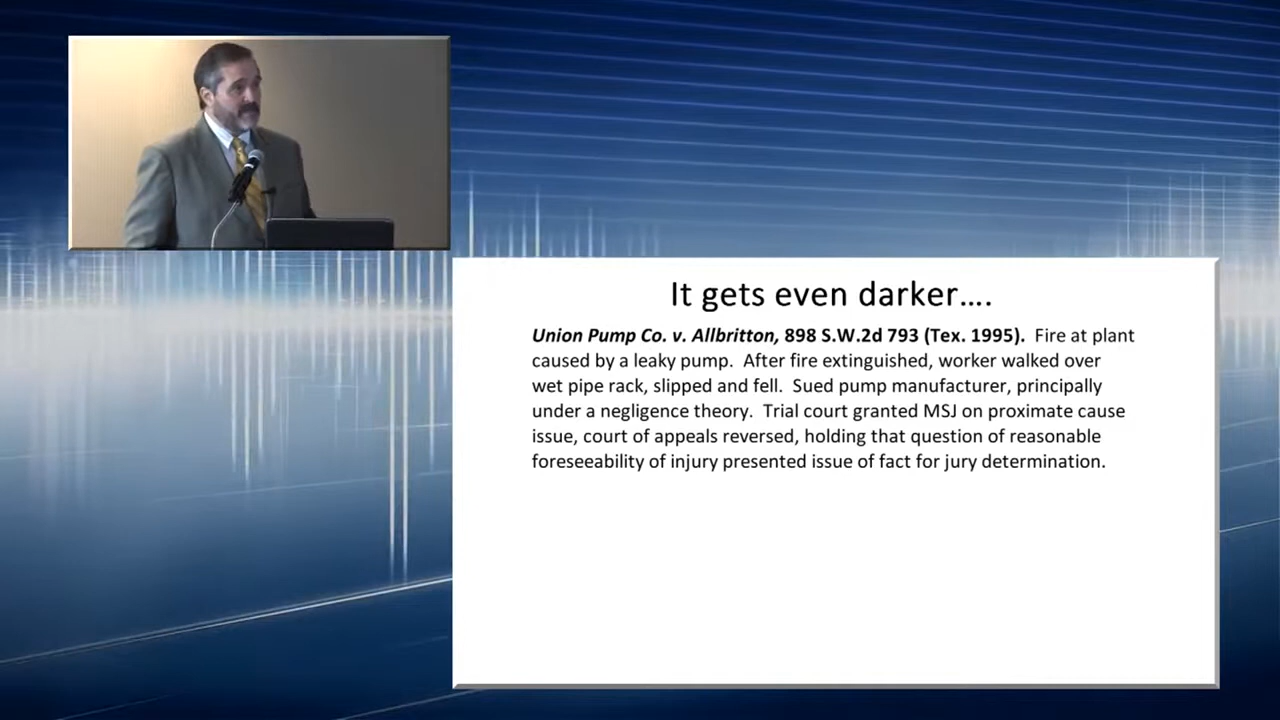 It gets even darker….
Union Pump Co. v. Allbritton, 898 S.W.2d 793 (Tex. 1995).  Fire at plant
caused by a leaky pump.  After fire extinguished, worker walked over
wet pipe rack, slipped and fell.  Sued pump manufacturer, principally
under a negligence theory.  Trial court granted MSJ on proximate cause
issue, court of appeals reversed, holding that question of reasonable
foreseeability of injury presented issue of fact for jury determination.